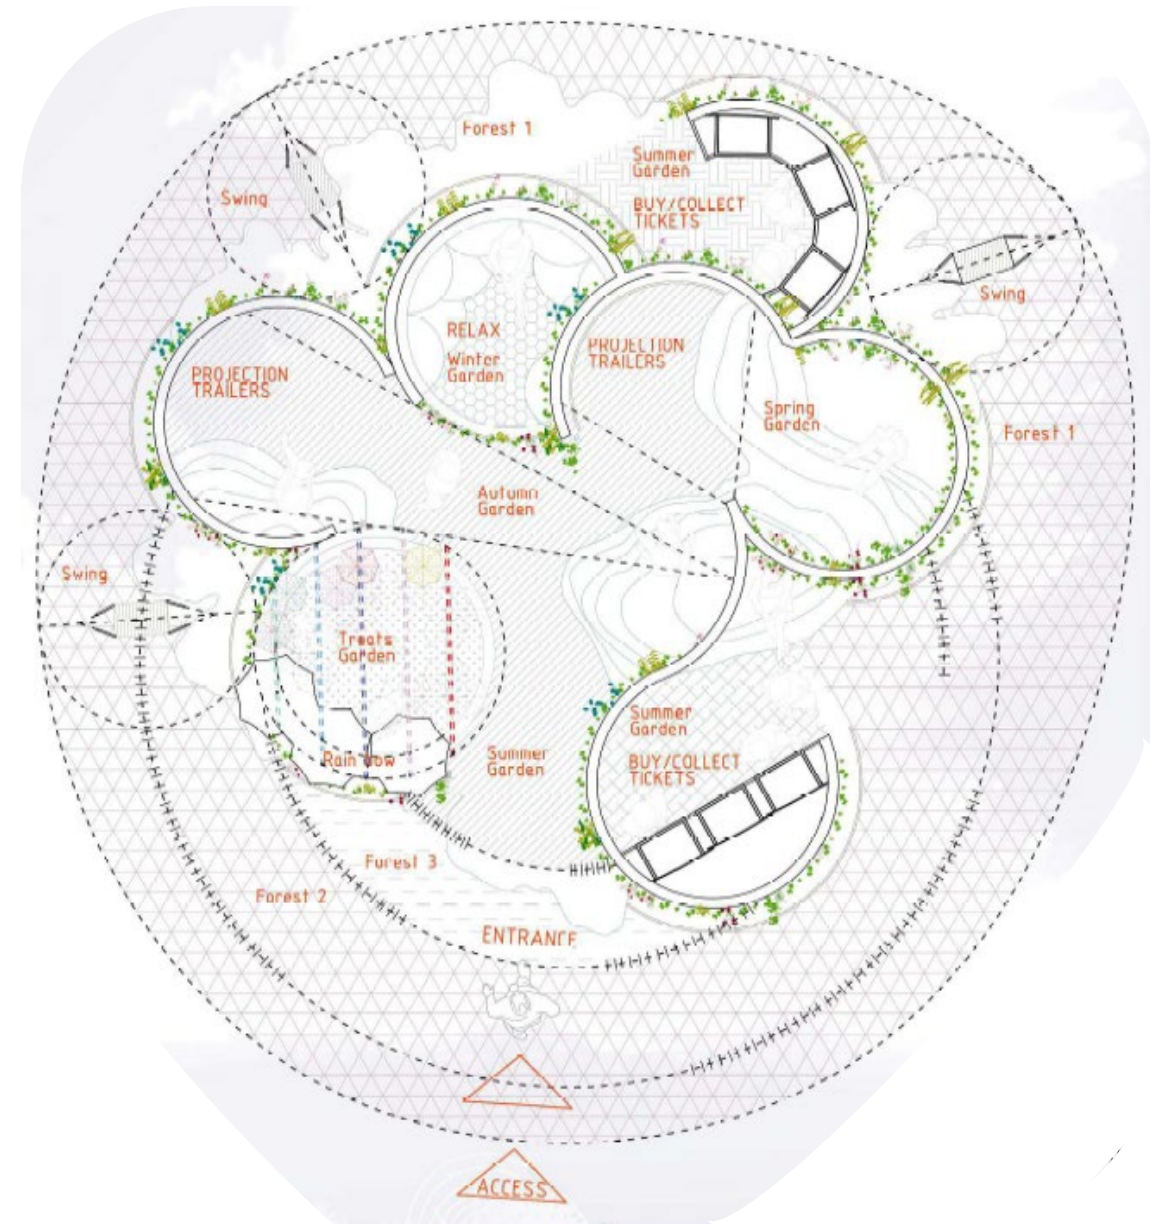 Forest 1
Summer
Garden
BUY/COLLECT
TICKETS
Swing
Swing
RELAX
Winter
Garden
PROJECTION
TRAILERS
PROJECTION
TRAILERS
Spring
Garden
Forest 1
Autumn
Garden
Swing
Treats
Garden
Summer
Garden
BUY/COLLECT
TICKETS
Summer
Garden
Rain bow
Forest 3
Forest 2
ENTRANCE
ACCESS